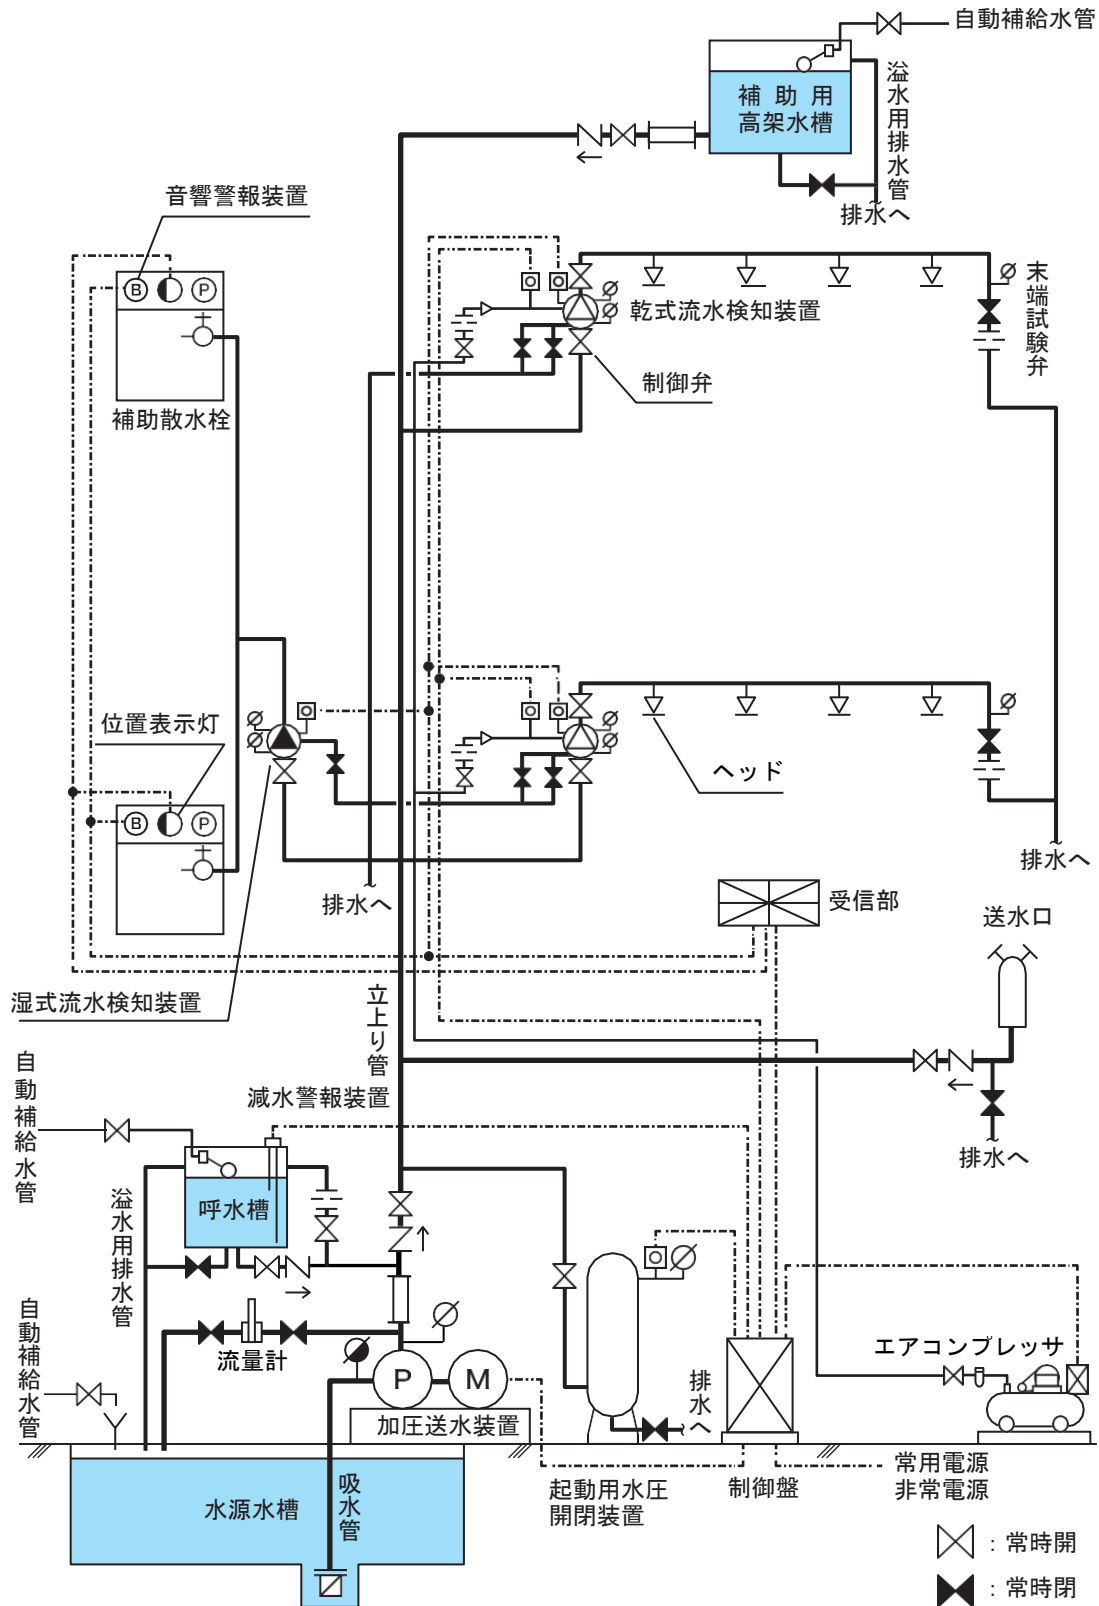 自動補給水管
補助用
高架水槽
溢水用排水管
排水へ
音響警報装置
B
P
補助散水栓
乾式流水検知装置
制御弁
末端試験弁
位置表示灯
B
P
ヘッド
排水へ
排水へ
受信部
送水口
湿式流水検知装置
立上り管
自動補給水管
減水警報装置
呼水槽
溢水用排水管
排水へ
自動補給水管
流量計
P
M
加圧送水装置
排水へ
エアコンプレッサ
水源水槽
吸水管
起動用水圧
開閉装置
制御盤
常用電源
非常電源
：常時開
：常時閉